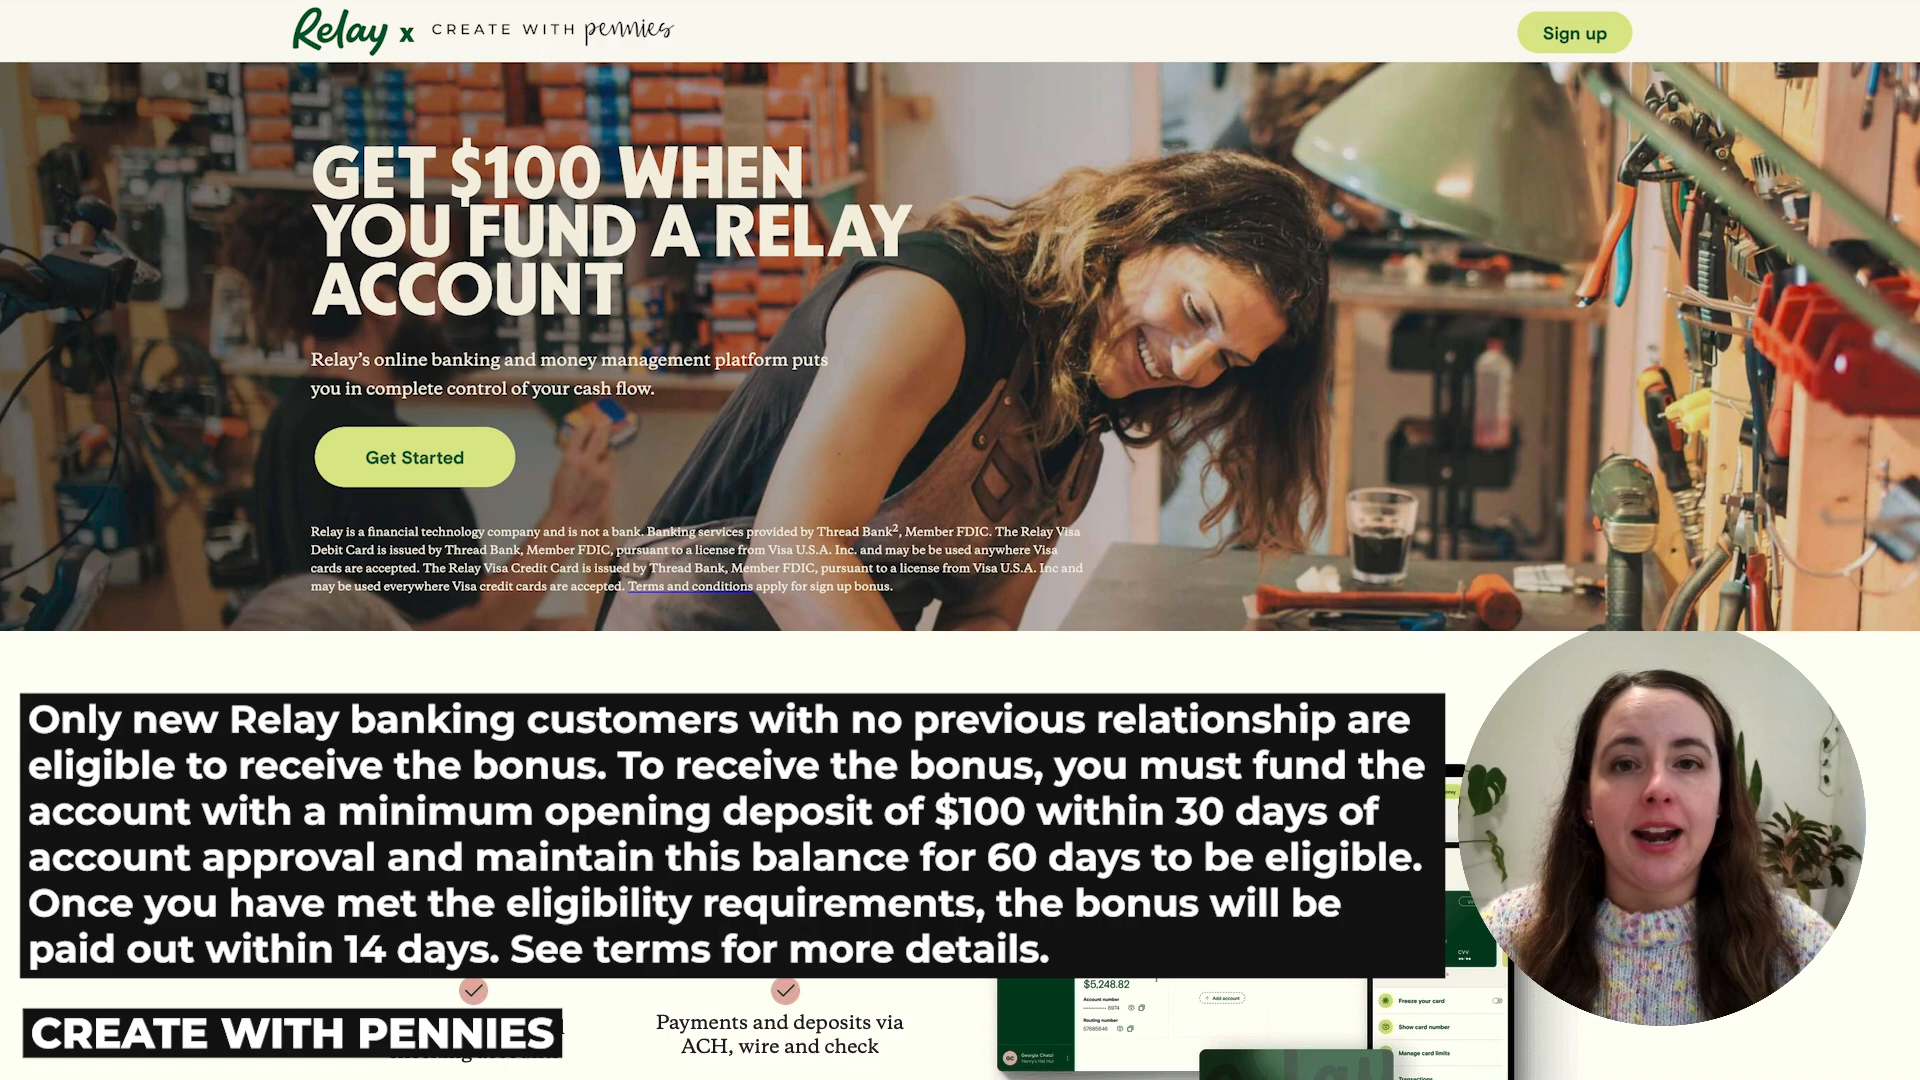 Relay x CREATE WITH pennies
Sign up
GET $100 WHEN
YOU FUND A RELAY
ACCOUNT
Relay’s online banking and money management platform puts
you in complete control of your cash flow.
Get Started
Relay is a financial technology company and is not a bank. Banking services provided by Thread Bank2, Member FDIC. The Relay Visa
Debit Card is issued by Thread Bank, Member FDIC, pursuant to a license from Visa U.S.A. Inc. and may be be used anywhere Visa
cards are accepted. The Relay Visa Credit Card is issued by Thread Bank, Member FDIC, pursuant to a license from Visa U.S.A. Inc and
may be used everywhere Visa credit cards are accepted. Terms and conditions apply for sign up bonus.
Only new Relay banking customers with no previous relationship are
eligible to receive the bonus. To receive the bonus, you must fund the
account with a minimum opening deposit of $100 within 30 days of
account approval and maintain this balance for 60 days to be eligible.
Once you have met the eligibility requirements, the bonus will be
paid out within 14 days. See terms for more details.
CREATE WITH PENNIES
Payments and deposits via
ACH, wire and check
$5,248.82
Account number
6974
Routing number
Add account
CVV
Freeze your card
Show card number
Manage card limits
Transactions